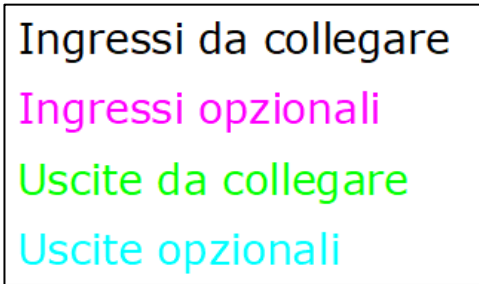 Ingressi da collegare
Ingressi opzionali
Uscite da collegare
Uscite opzionali